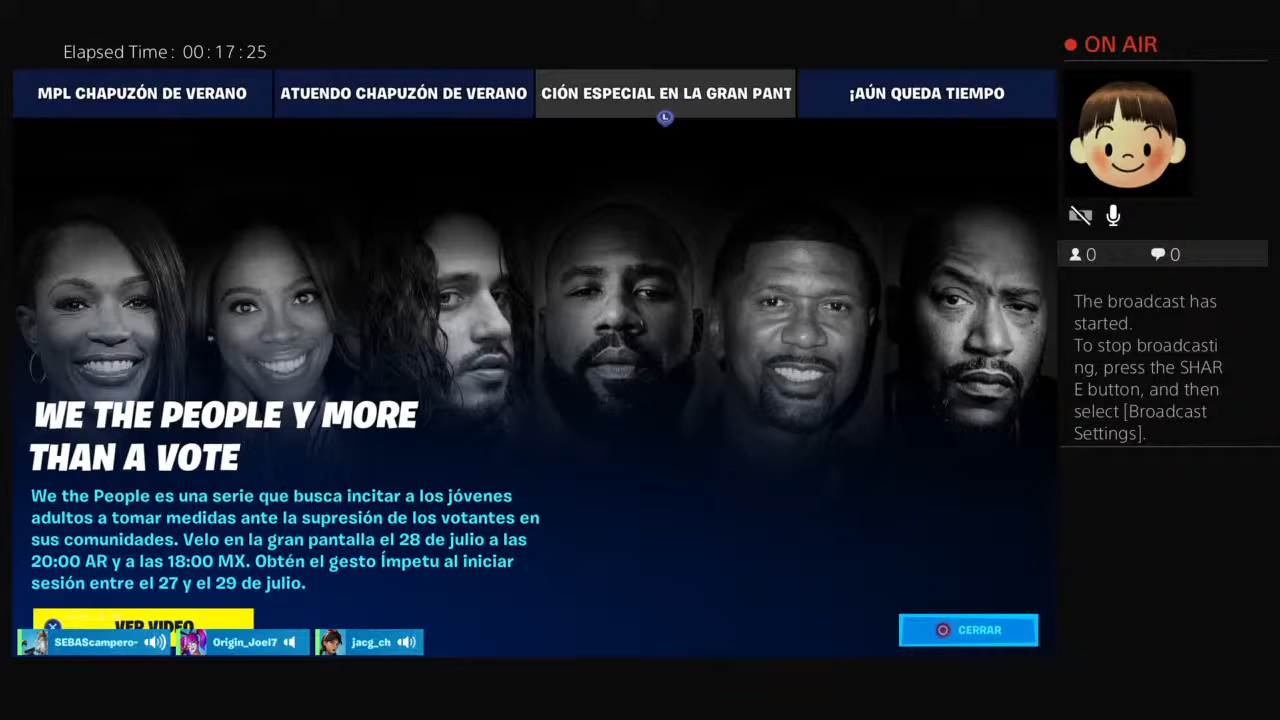 Elapsed Time: 00:17:25
ON AIR
MPL CHAPUZÓN DE VERANO
ATUENDO CHAPUZÓN DE VERANO
CIÓN ESPECIAL EN LA GRAN PANT
¡AÚN QUEDA TIEMPO
L
0
0
The broadcast has
started.
To stop broadcasti
ng, press the SHAR
E button, and then
select [Broadcast
Settings].
WE THE PEOPLE Y MORE
THAN A VOTE
We the People es una serie que busca incitar a los jóvenes
adultos a tomar medidas ante la supresión de los votantes en
sus comunidades. Velo en la gran pantalla el 28 de julio a las
20:00 AR y a las 18:00 MX. Obtén el gesto Ímpetu al iniciar
sesión entre el 27 y el 29 de julio.
VER VIDEO
CERRAR
SEBAScampero-
Origin_Joel7
jacg_ch